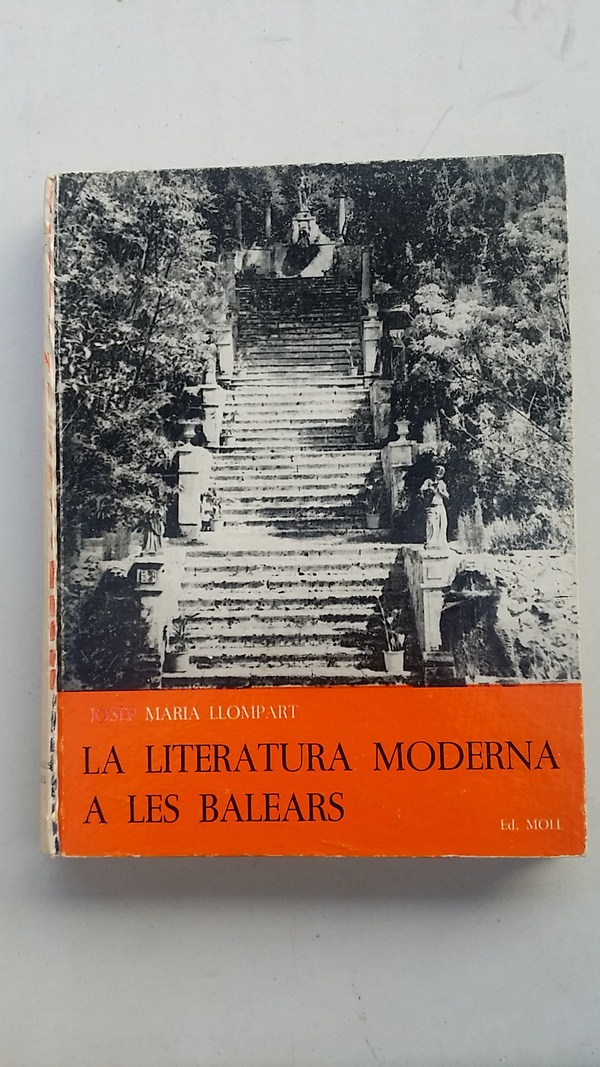 JOSEP MARIA LLOMPART
LA LITERATURA MODERNA
A LES BALEARS
Ed. MOLL